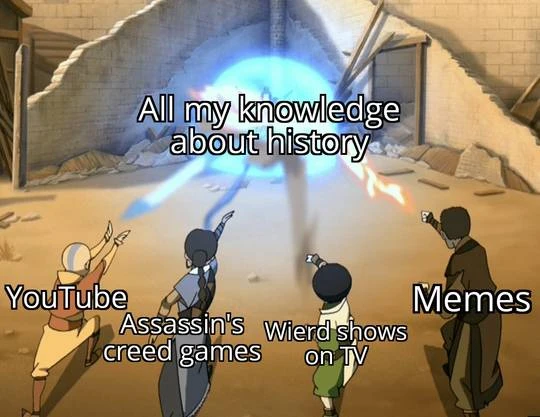 All my knowledge
about history
YouTube
Assassin's
creed games
Wierd shows
on TV
Memes